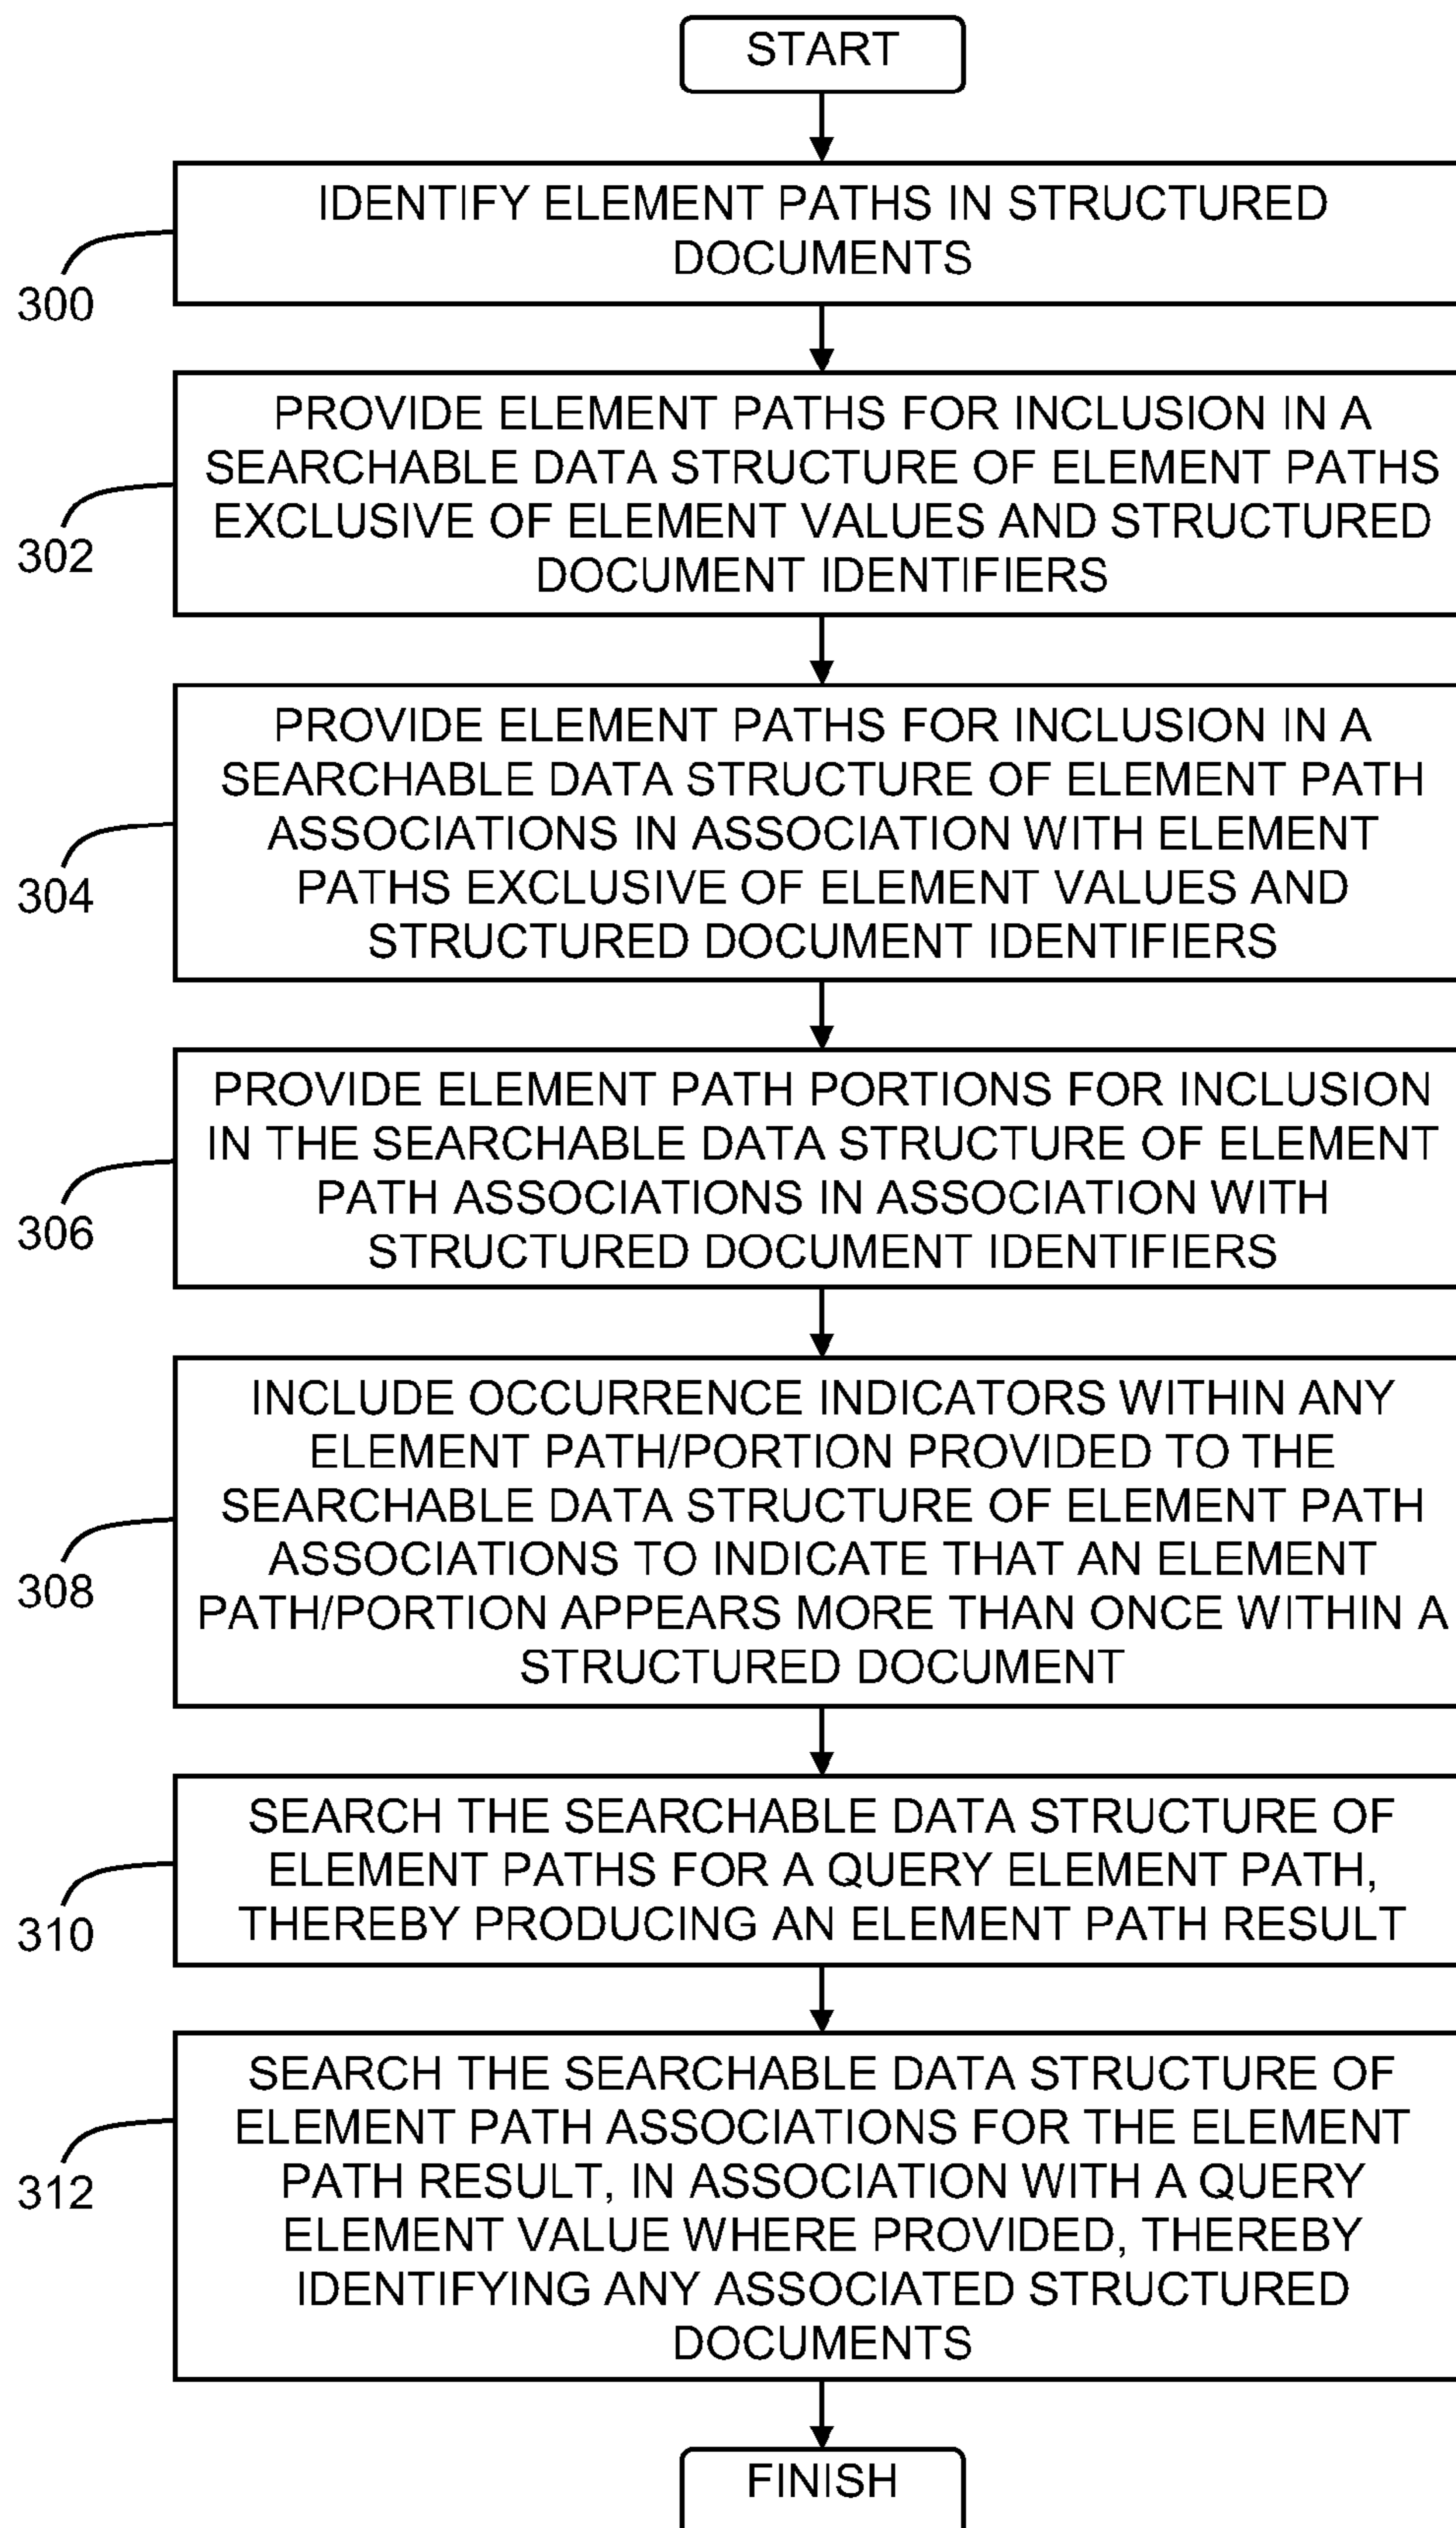 START
IDENTIFY ELEMENT PATHS IN STRUCTURED
DOCUMENTS
300
PROVIDE ELEMENT PATHS FOR INCLUSION IN A
SEARCHABLE DATA STRUCTURE OF ELEMENT PATHS
EXCLUSIVE OF ELEMENT VALUES AND STRUCTURED
DOCUMENT IDENTIFIERS
302
PROVIDE ELEMENT PATHS FOR INCLUSION IN A
SEARCHABLE DATA STRUCTURE OF ELEMENT PATH
ASSOCIATIONS IN ASSOCIATION WITH ELEMENT
PATHS EXCLUSIVE OF ELEMENT VALUES AND
STRUCTURED DOCUMENT IDENTIFIERS
304
PROVIDE ELEMENT PATH PORTIONS FOR INCLUSION
IN THE SEARCHABLE DATA STRUCTURE OF ELEMENT
PATH ASSOCIATIONS IN ASSOCIATION WITH
STRUCTURED DOCUMENT IDENTIFIERS
306
INCLUDE OCCURRENCE INDICATORS WITHIN ANY
ELEMENT PATH/PORTION PROVIDED TO THE
SEARCHABLE DATA STRUCTURE OF ELEMENT PATH
ASSOCIATIONS TO INDICATE THAT AN ELEMENT
PATH/PORTION APPEARS MORE THAN ONCE WITHIN A
STRUCTURED DOCUMENT
308
SEARCH THE SEARCHABLE DATA STRUCTURE OF
ELEMENT PATHS FOR A QUERY ELEMENT PATH,
THEREBY PRODUCING AN ELEMENT PATH RESULT
310
SEARCH THE SEARCHABLE DATA STRUCTURE OF
ELEMENT PATH ASSOCIATIONS FOR THE ELEMENT
PATH RESULT, IN ASSOCIATION WITH A QUERY
ELEMENT VALUE WHERE PROVIDED, THEREBY
IDENTIFYING ANY ASSOCIATED STRUCTURED
DOCUMENTS
312
FINISH